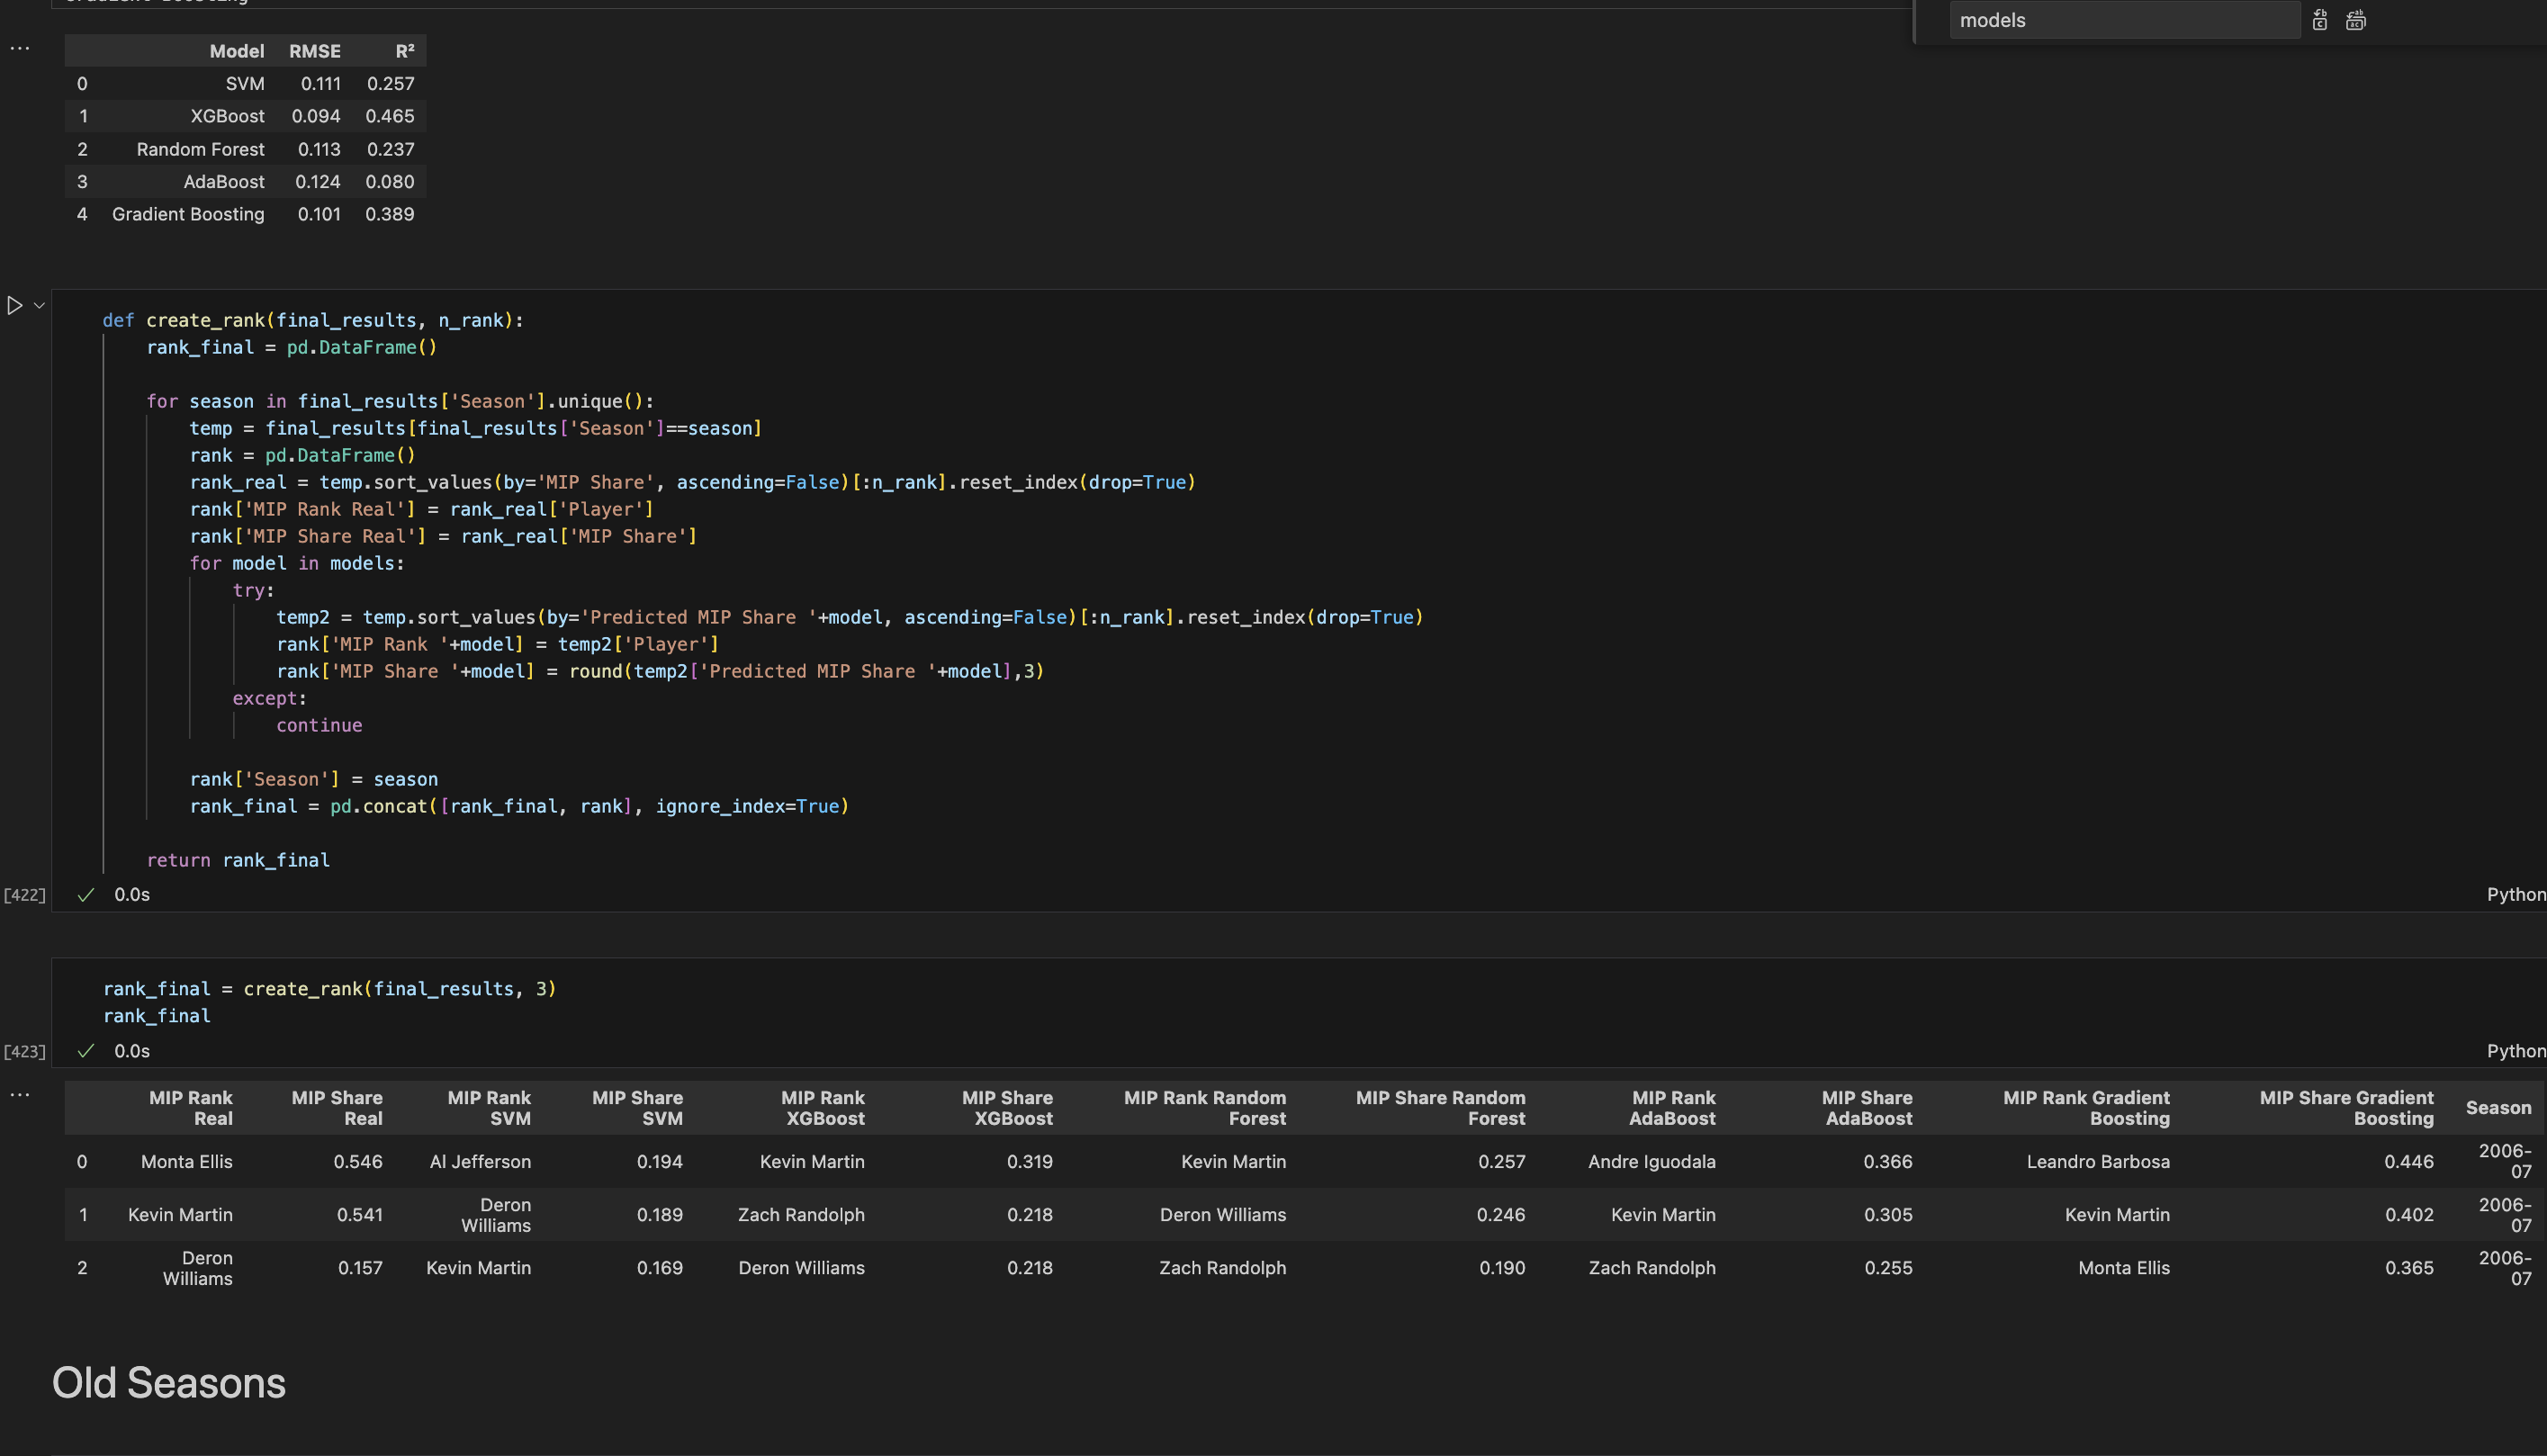 models
Model RMSE R²
0 SVM 0.111 0.257
1 XGBoost 0.094 0.465
2 Random Forest 0.113 0.237
3 AdaBoost 0.124 0.080
4 Gradient Boosting 0.101 0.389
def create_rank(final_results, n_rank):
    rank_final = pd.DataFrame()
    for season in final_results['Season'].unique():
        temp = final_results[final_results['Season']==season]
        rank = pd.DataFrame()
        rank_real = temp.sort_values(by='MIP Share', ascending=False)[:n_rank].reset_index(drop=True)
        rank['MIP Rank Real'] = rank_real['Player']
        rank['MIP Share Real'] = rank_real['MIP Share']
        for model in models:
            try:
                temp2 = temp.sort_values(by='Predicted MIP Share '+model, ascending=False)[:n_rank].reset_index(drop=True)
                rank['MIP Rank '+model] = temp2['Player']
                rank['MIP Share '+model] = round(temp2['Predicted MIP Share '+model],3)
            except:
                continue
        rank['Season'] = season
        rank_final = pd.concat([rank_final, rank], ignore_index=True)
    return rank_final
[422] ✓ 0.0s Python
rank_final = create_rank(final_results, 3)
rank_final
[423] ✓ 0.0s Python
MIP Rank MIP Share MIP Rank MIP Share MIP Rank MIP Share MIP Rank Random MIP Share Random MIP Rank MIP Share MIP Rank Gradient MIP Share Gradient Season
Real Real SVM SVM XGBoost XGBoost Forest Forest AdaBoost AdaBoost Boosting Boosting
0 Monta Ellis 0.546 Al Jefferson 0.194 Kevin Martin 0.319 Kevin Martin 0.257 Andre Iguodala 0.366 Leandro Barbosa 0.446 2006-
07
1 Kevin Martin 0.541 Deron 0.189 Zach Randolph 0.218 Deron Williams 0.246 Kevin Martin 0.305 Kevin Martin 0.402 2006-
Williams 07
2 Deron 0.157 Kevin Martin 0.169 Deron Williams 0.218 Zach Randolph 0.190 Zach Randolph 0.255 Monta Ellis 0.365 2006-
Williams 07
Old Seasons